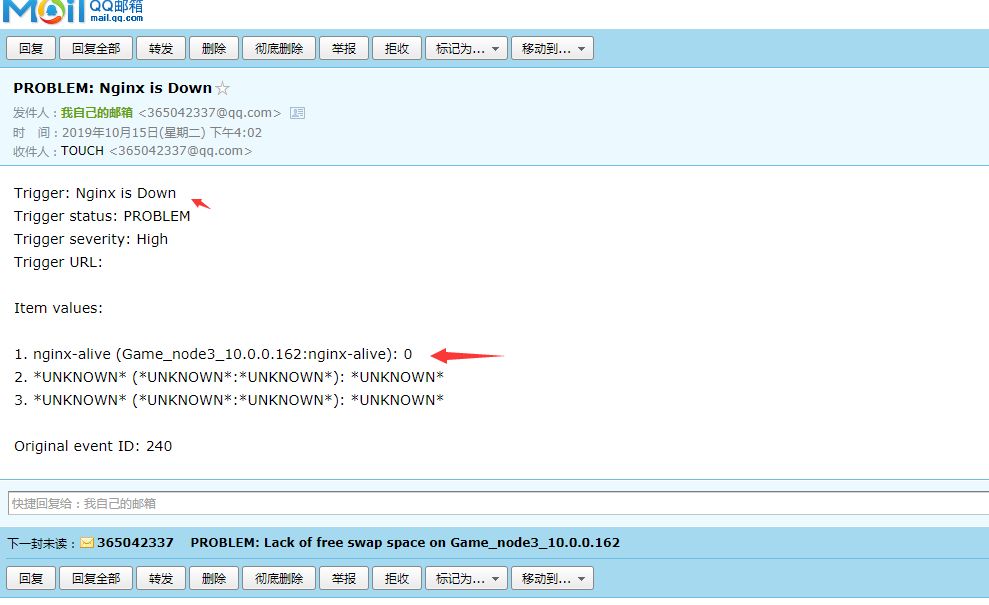 Mail QQ邮箱
mail.qq.com
回复 回复全部 转发 删除 彻底删除 举报 拒收 标记为... 移动到...
PROBLEM: Nginx is Down
发件人：我自己的邮箱 <365042337@qq.com>
时 间：2019年10月15日(星期二) 下午4:02
收件人：TOUCH <365042337@qq.com>
Trigger: Nginx is Down
Trigger status: PROBLEM
Trigger severity: High
Trigger URL:
Item values:
1. nginx-alive (Game_node3_10.0.0.162:nginx-alive): 0
2. *UNKNOWN* (*UNKNOWN*:*UNKNOWN*): *UNKNOWN*
3. *UNKNOWN* (*UNKNOWN*:*UNKNOWN*): *UNKNOWN*
Original event ID: 240
快捷回复给：我自己的邮箱
下一封未读：365042337 PROBLEM: Lack of free swap space on Game_node3_10.0.0.162
回复 回复全部 转发 删除 彻底删除 举报 拒收 标记为... 移动到...